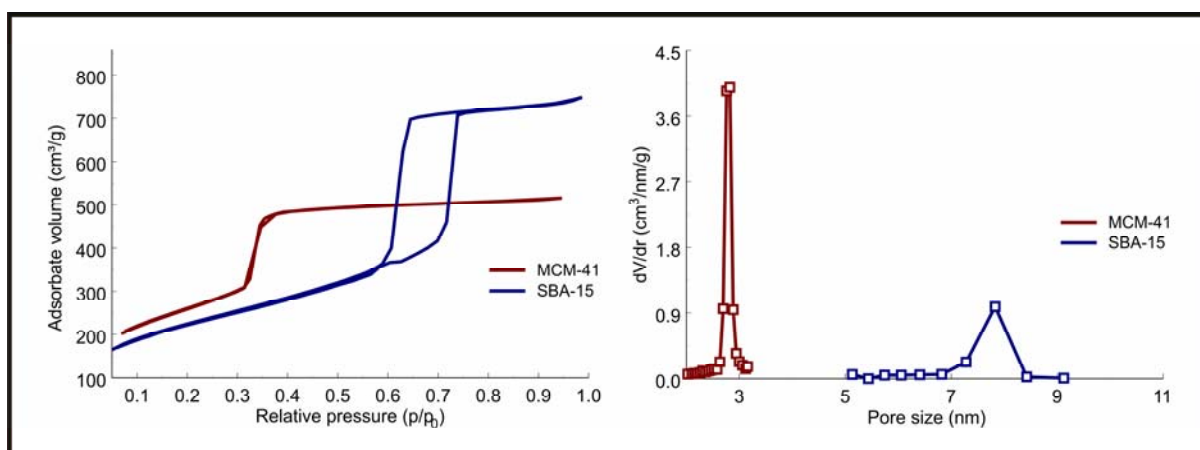 800
700
600
500
400
300
200
100
Adsorbate volume (cm³/g)
MCM-41
SBA-15
0.1 0.2 0.3 0.4 0.5 0.6 0.7 0.8 0.9 1.0
Relative pressure (p/p₀)
4.5
3.6
2.7
1.8
0.9
0.0
dV/dr (cm³/nm/g)
MCM-41
SBA-15
3 5 7 9 11
Pore size (nm)